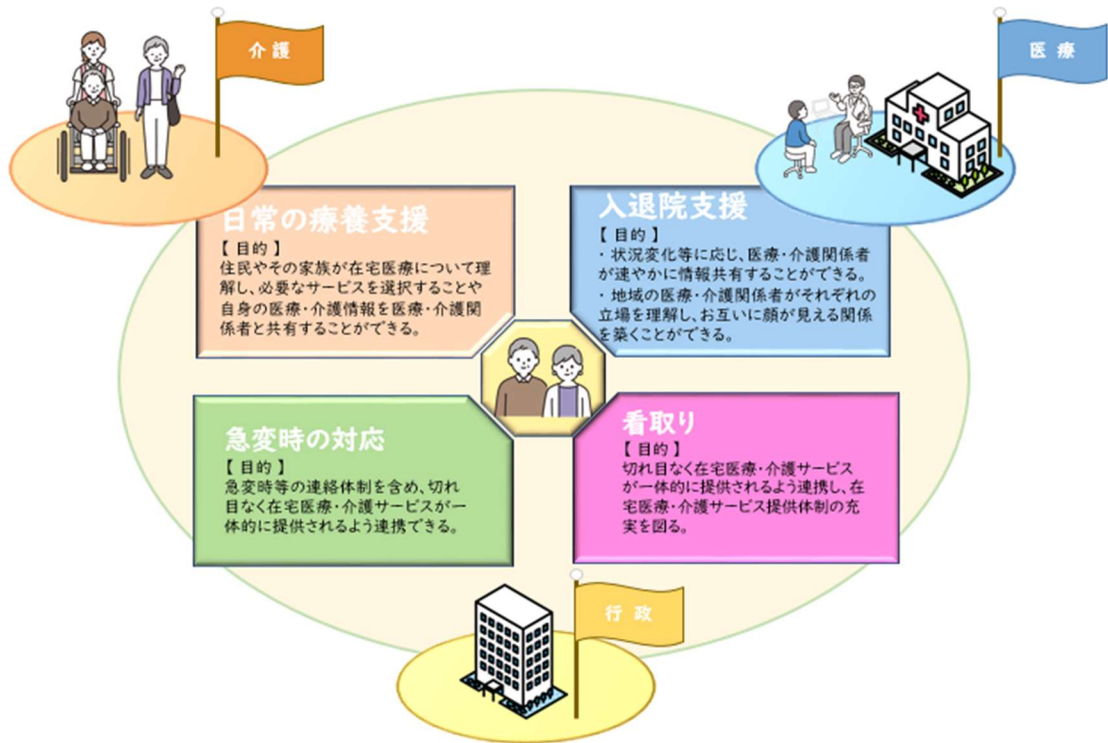 介護
医療
日常の療養支援
【 目的 】
住民やその家族が在宅医療について理
解し、必要なサービスを選択することや
自身の医療・介護情報を医療・介護関
係者と共有することができる。
入退院支援
【 目的 】
・状況変化等に応じ、医療・介護関係者
が速やかに情報共有することができる。
・地域の医療・介護関係者がそれぞれの
立場を理解し、お互いに顔が見える関係
を築くことができる。
急変時の対応
【 目的 】
急変時等の連絡体制を含め、切れ
目なく在宅医療・介護サービスが一
体的に提供されるよう連携できる。
看取り
【 目的 】
切れ目なく在宅医療・介護サービス
が一体的に提供されるよう連携し、在
宅医療・介護サービス提供体制の充
実を図る。
行政